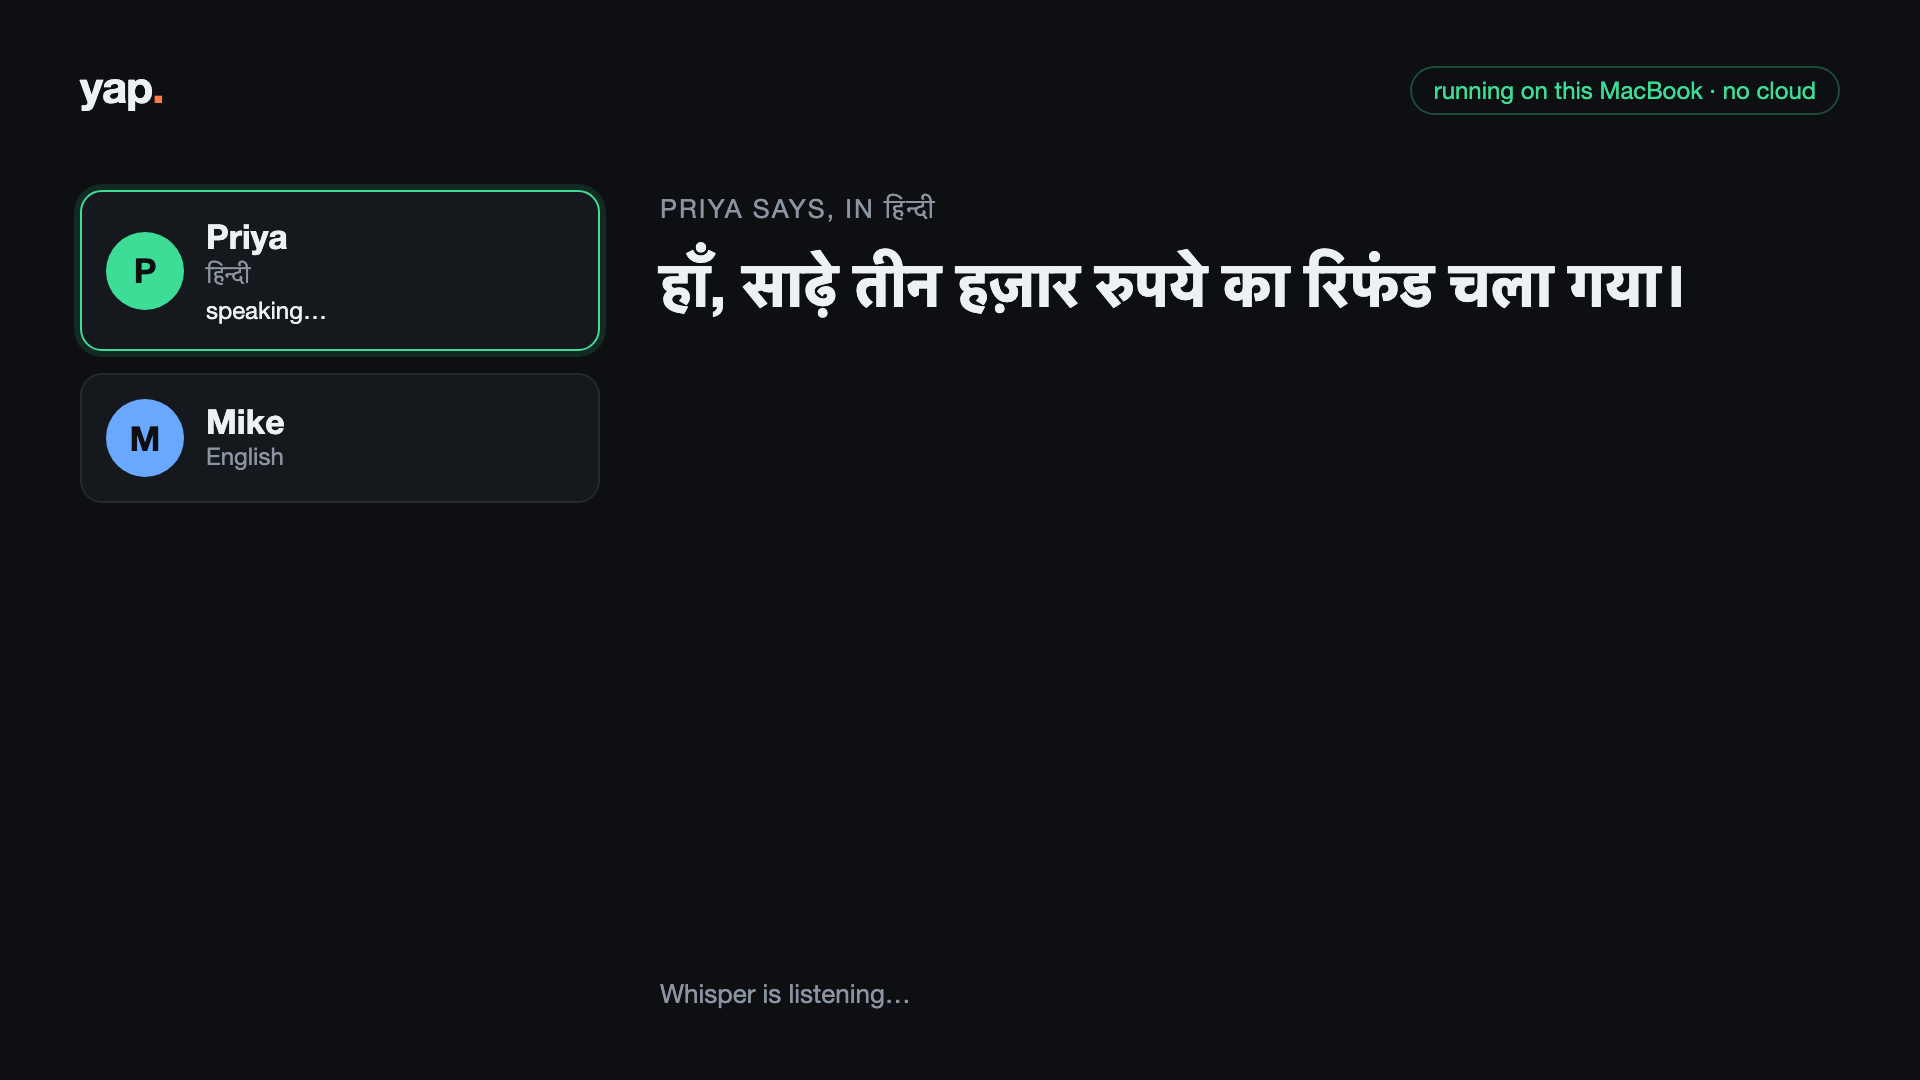 yap.
running on this MacBook · no cloud
P
Priya
हिन्दी
speaking…
M
Mike
English
PRIYA SAYS, IN हिन्दी
हाँ, साढ़े तीन हज़ार रुपये का रिफंड चला गया।
Whisper is listening…